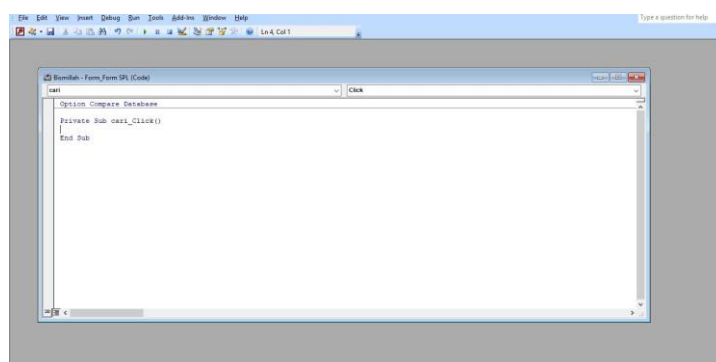 File Edit View Insert Debug Run Tools Add-Ins Window Help
Type a question for help
Ln 4, Col 1
Bismillah - Form_Form SPL (Code)
cari
Click
Option Compare Database
Private Sub cari_Click()
End Sub